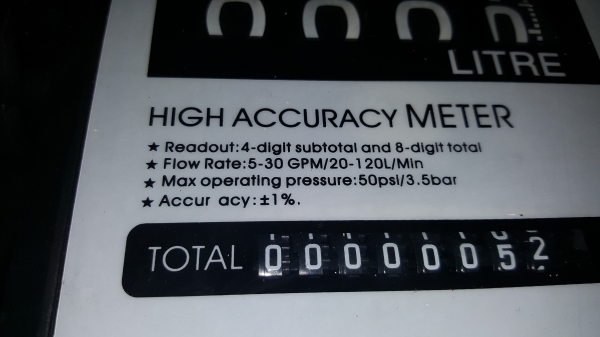 0000
LITRE
HIGH ACCURACY METER
★ Readout:4-digit subtotal and 8-digit total
★ Flow Rate:5-30 GPM/20-120L/Min
★ Max operating pressure:50psi/3.5bar
★ Accur acy:±1%.
TOTAL 00000052